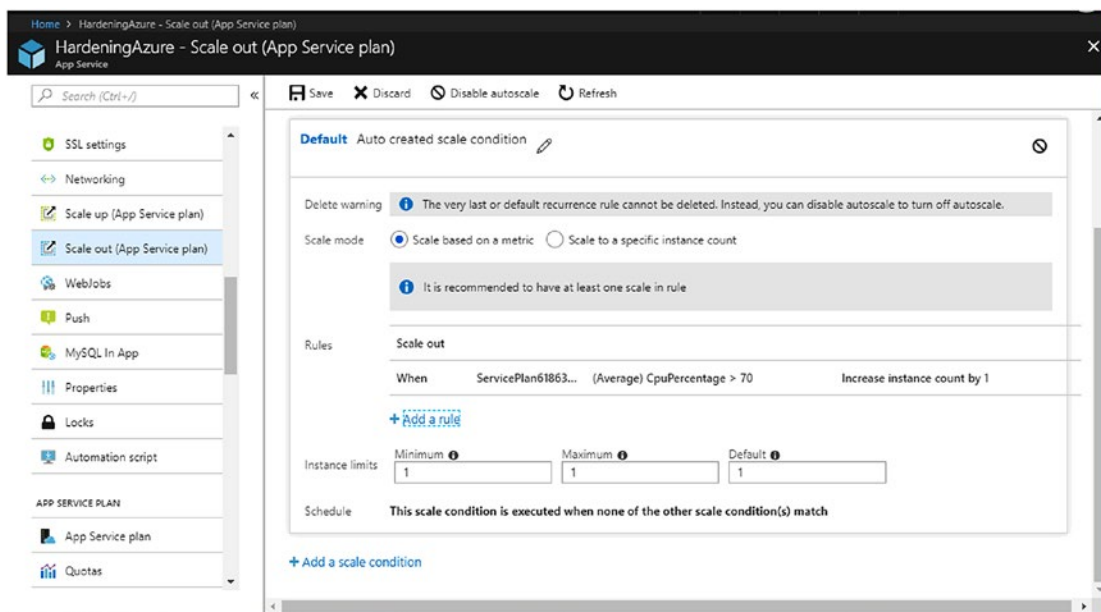 Home > HardeningAzure - Scale out (App Service plan)
HardeningAzure - Scale out (App Service plan)
App Service
Search (Ctrl+/)
SSL settings
Networking
Scale up (App Service plan)
Scale out (App Service plan)
WebJobs
Push
MySQL In App
Properties
Locks
Automation script
APP SERVICE PLAN
App Service plan
Quotas
Save Discard Disable autoscale Refresh
Default Auto created scale condition
Delete warning The very last or default recurrence rule cannot be deleted. Instead, you can disable autoscale to turn off autoscale.
Scale mode Scale based on a metric Scale to a specific instance count
It is recommended to have at least one scale in rule
Rules Scale out
When ServicePlan61863... (Average) CpuPercentage > 70 Increase instance count by 1
+ Add a rule
Minimum Maximum Default
Instance limits 1 1 1
Schedule This scale condition is executed when none of the other scale condition(s) match
+ Add a scale condition